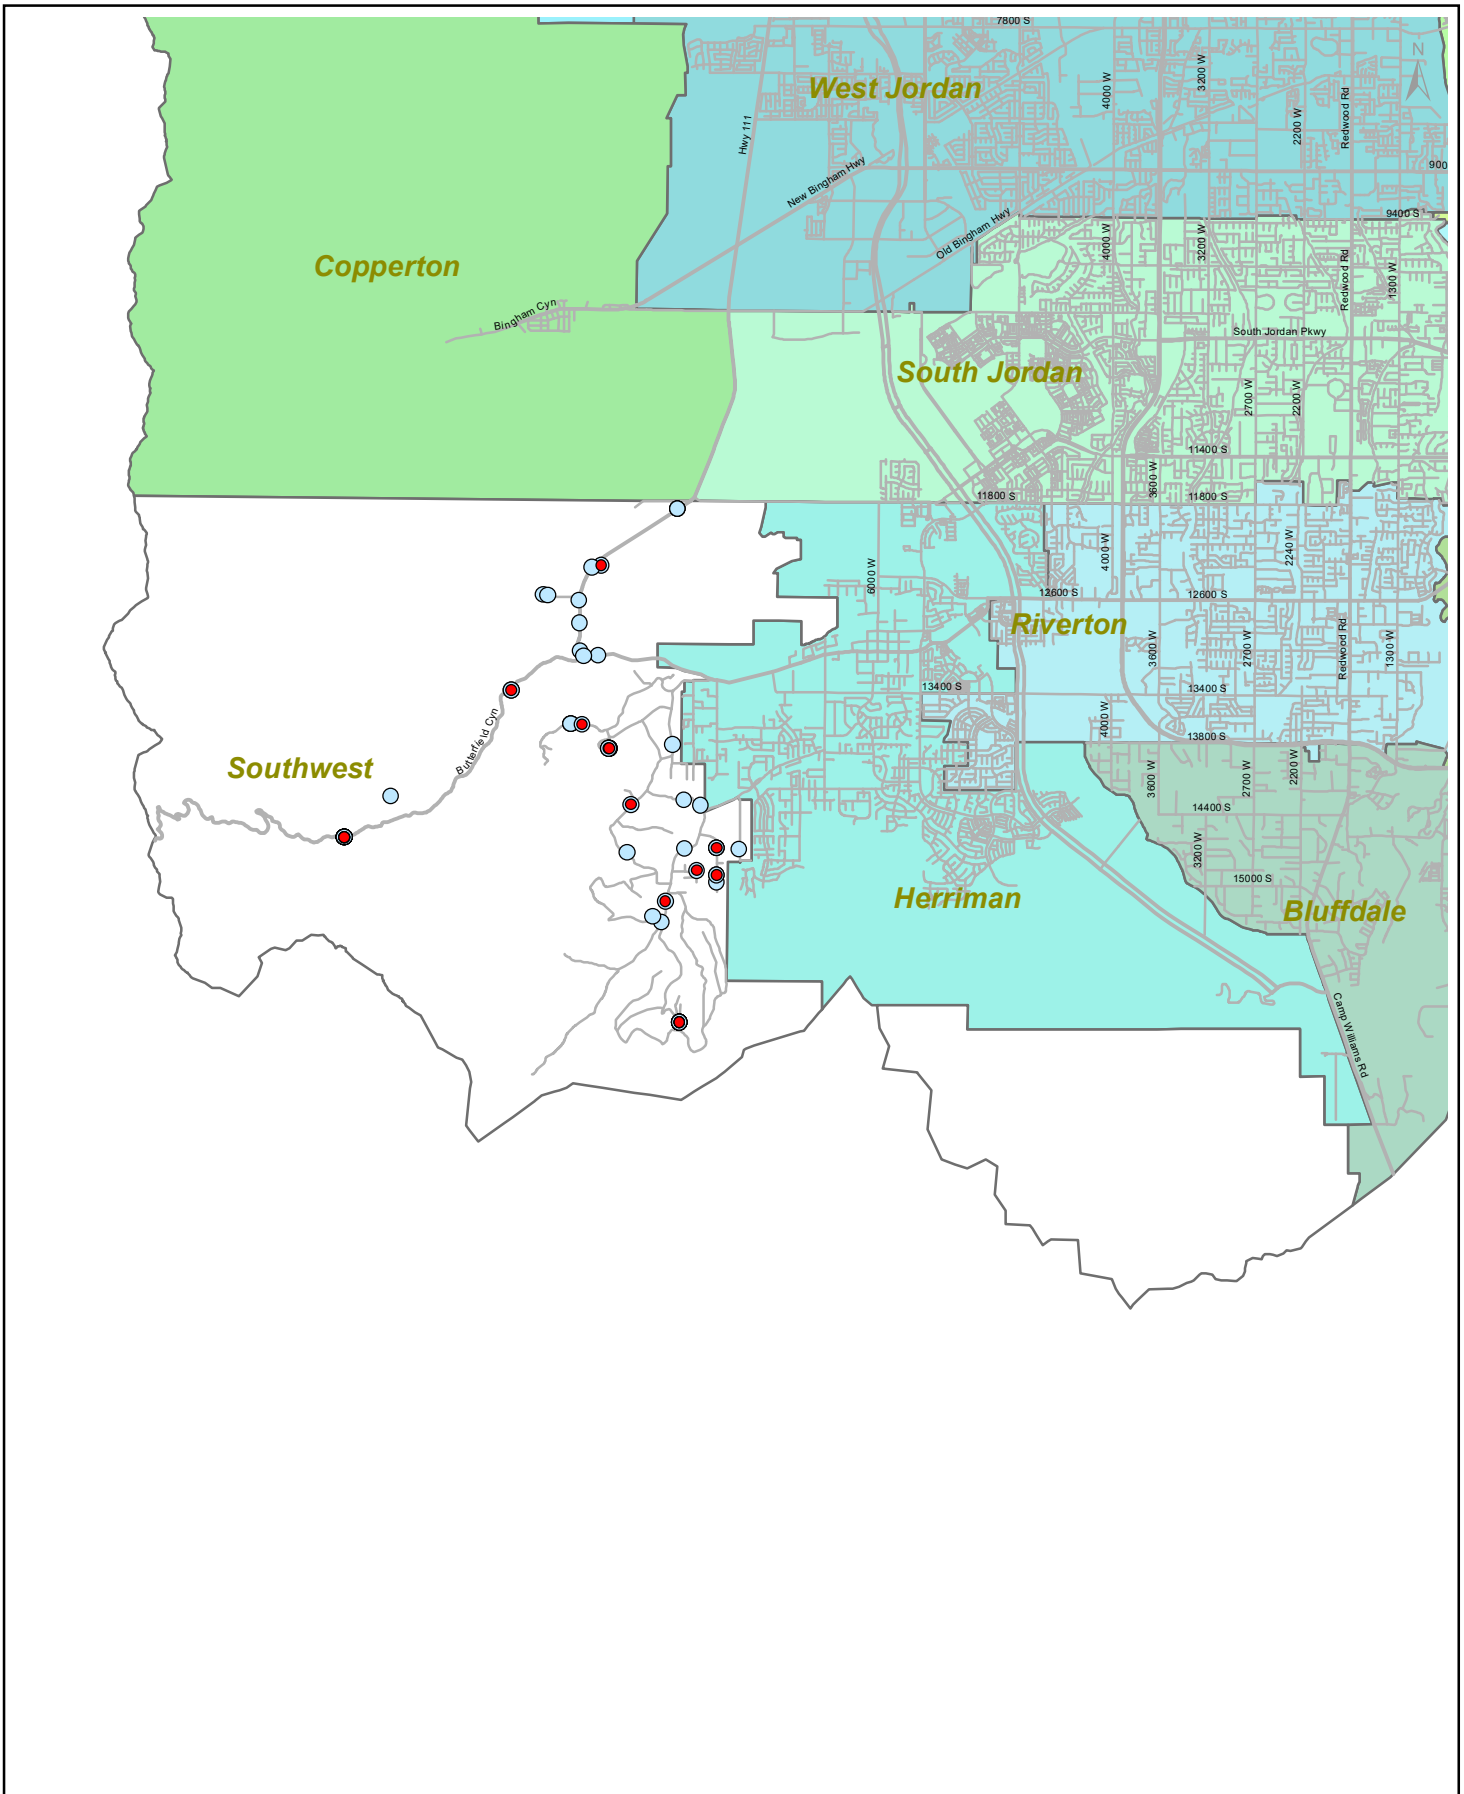 7800 S
N
West Jordan
4000 W
3200 W
2200 W
Redwood Rd
Hwy 111
New Bingham Hwy
900
Old Bingham Hwy
9400 S
4000 W
3200 W
Redwood Rd
1300 W
Copperton
Bingham Cyn
South Jordan Pkwy
South Jordan
2700 W
2200 W
11400 S
3600 W
11800 S
11800 S
6000 W
4000 W
2240 W
12600 S
12600 S
Riverton
3600 W
2700 W
Redwood Rd
1300 W
13400 S
13400 S
4000 W
13800 S
Butterfield Cyn
Southwest
3600 W
2700 W
2200 W
14400 S
3200 W
15000 S
Herriman
Bluffdale
Camp Williams Rd